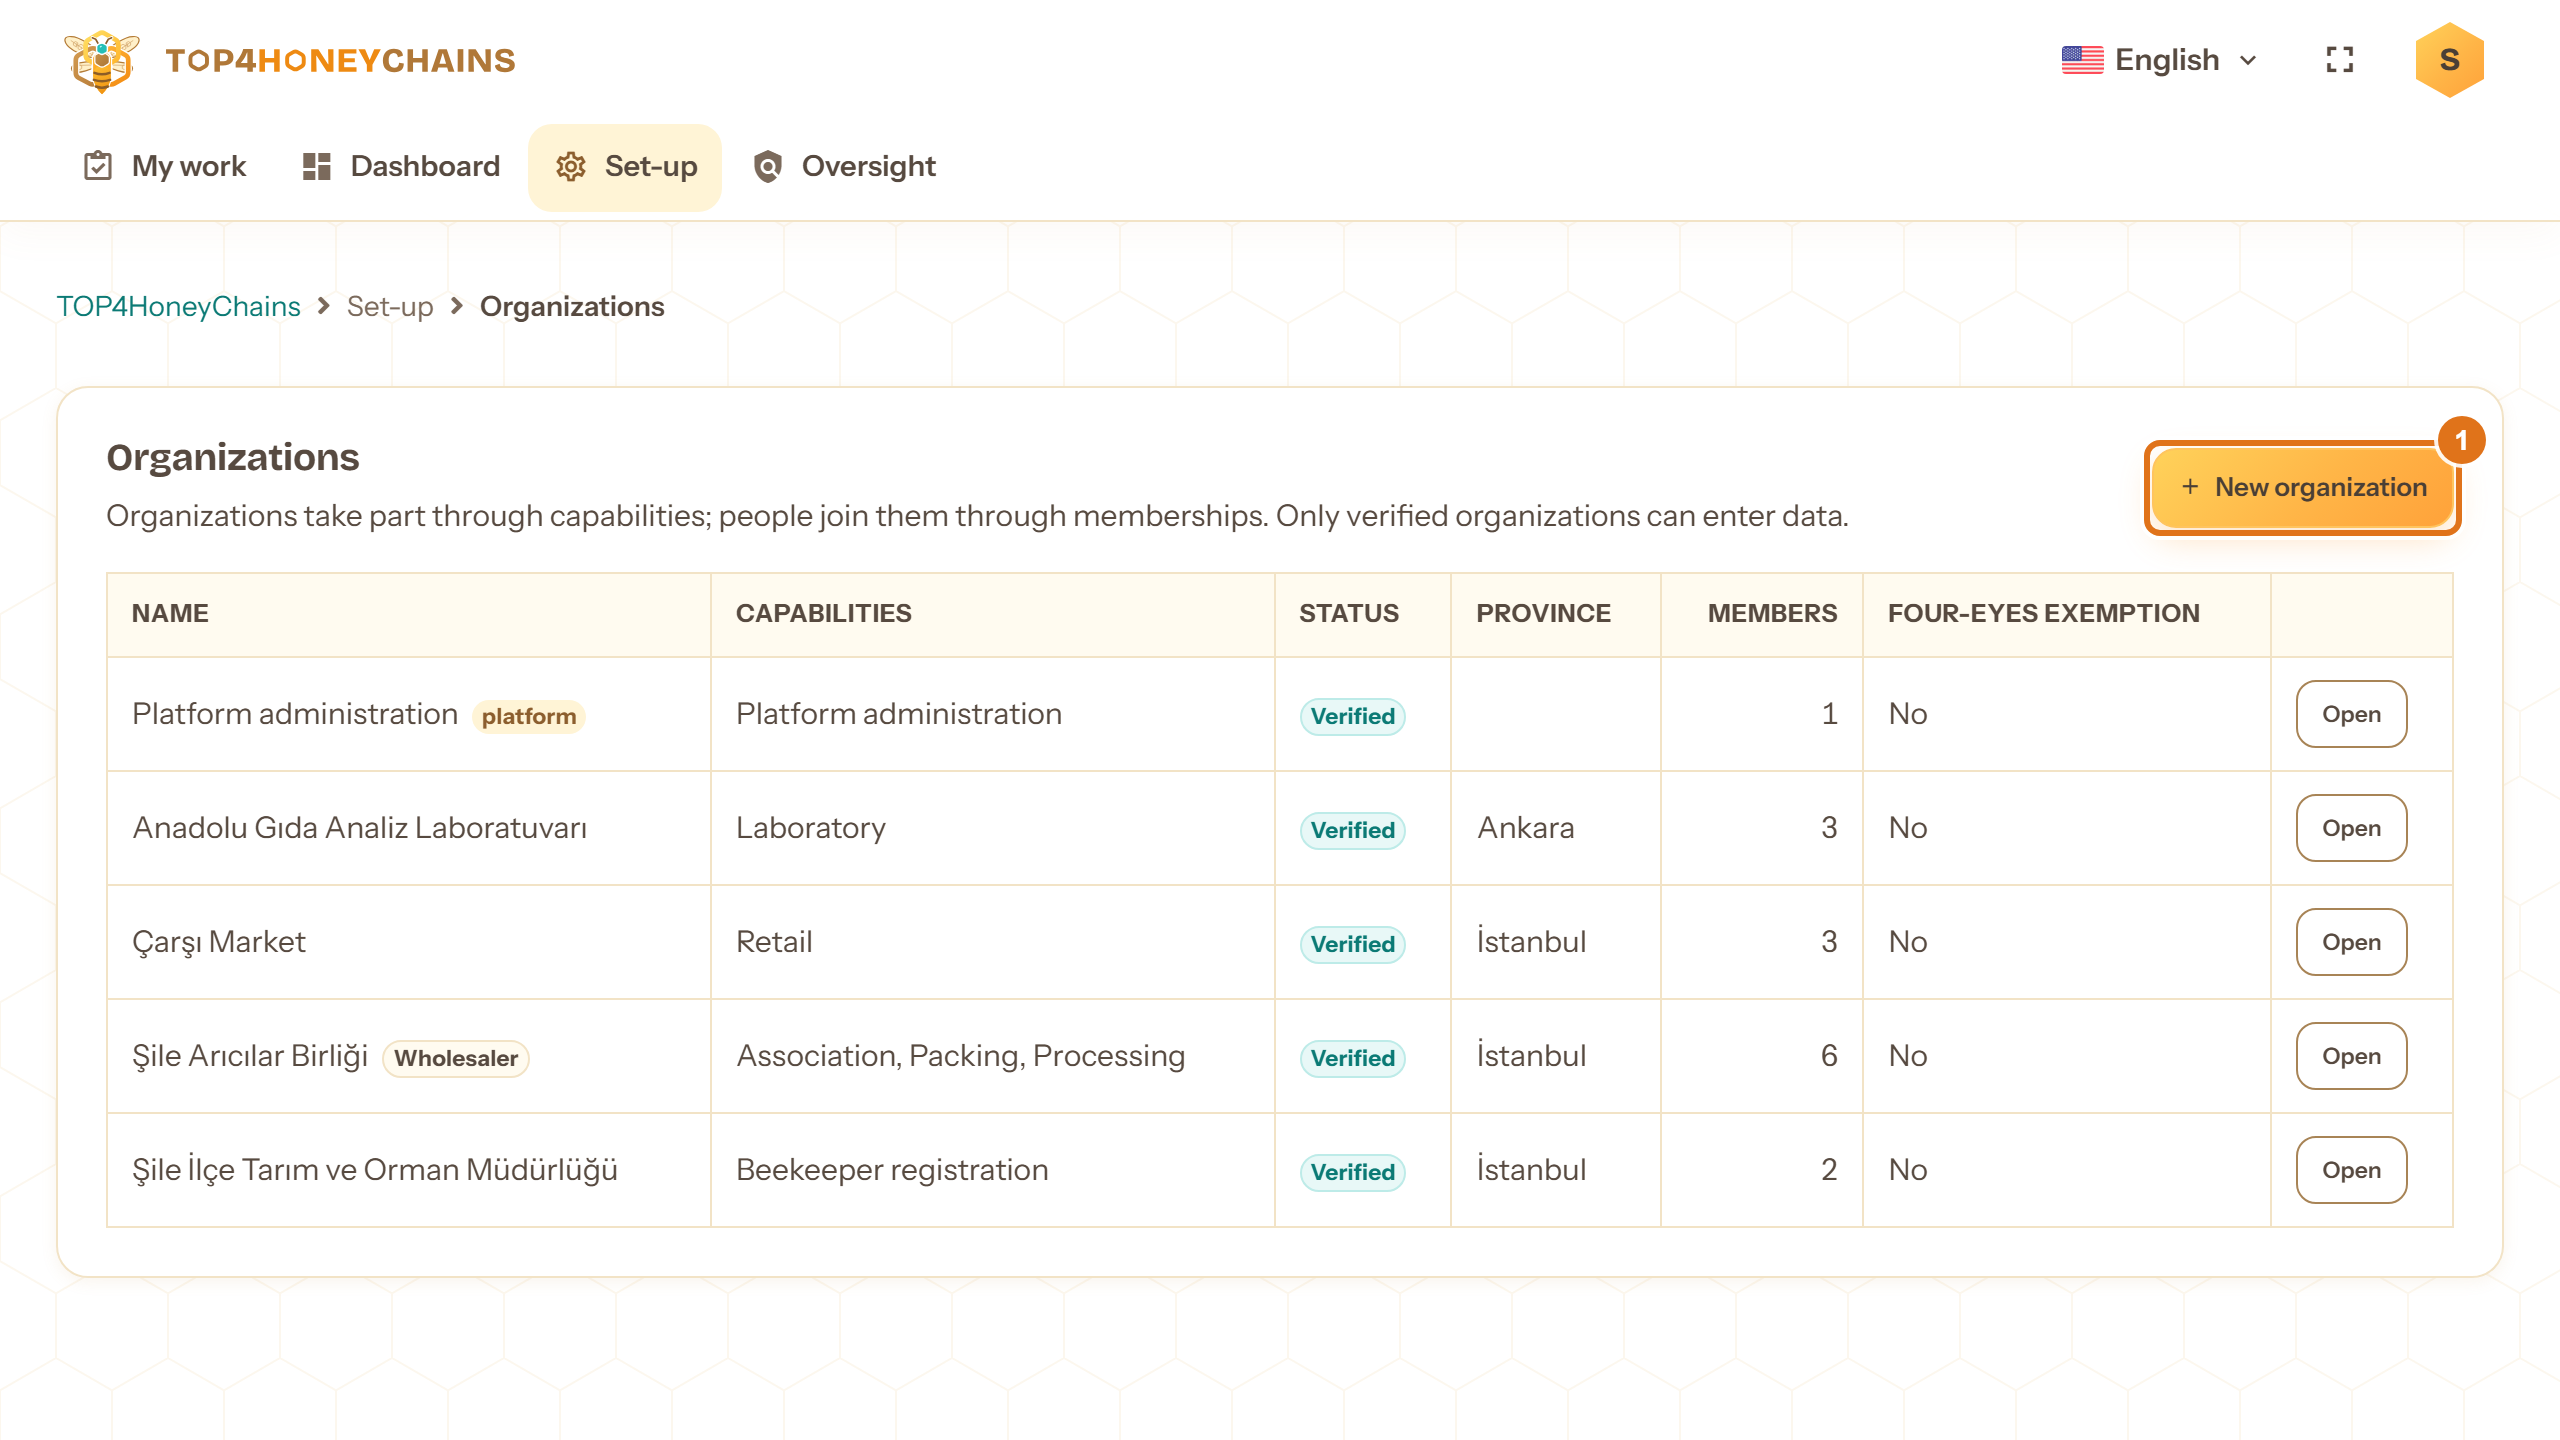 TOP4HONEYCHAINS
English
S
My work
Dashboard
Set-up
Oversight
TOP4HoneyChains > Set-up > Organizations
Organizations
1
+ New organization
Organizations take part through capabilities; people join them through memberships. Only verified organizations can enter data.
NAME CAPABILITIES STATUS PROVINCE MEMBERS FOUR-EYES EXEMPTION
Platform administration platform Platform administration Verified 1 No Open
Anadolu Gıda Analiz Laboratuvarı Laboratory Verified Ankara 3 No Open
Çarşı Market Retail Verified İstanbul 3 No Open
Şile Arıcılar Birliği Wholesaler Association, Packing, Processing Verified İstanbul 6 No Open
Şile İlçe Tarım ve Orman Müdürlüğü Beekeeper registration Verified İstanbul 2 No Open